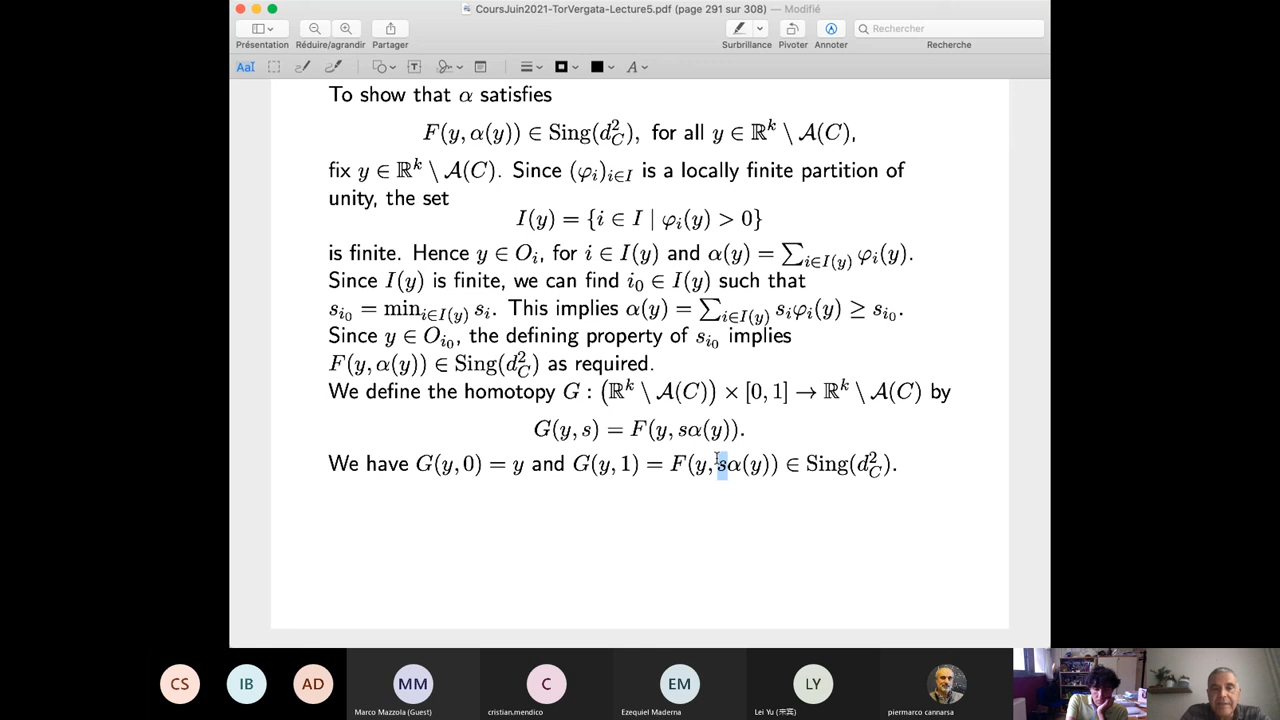 CoursJuin2021-TorVergata-Lecture5.pdf (page 291 sur 308) — Modifié
Présentation Réduire/agrandir Partager Surbrillance Pivoter Annoter Recherche
Rechercher
To show that α satisfies
F(y, α(y)) ∈ Sing(d²_C), for all y ∈ ℝ^k \ 𝒜(C),
fix y ∈ ℝ^k \ 𝒜(C). Since (φ_i)_{i∈I} is a locally finite partition of
unity, the set
I(y) = {i ∈ I | φ_i(y) > 0}
is finite. Hence y ∈ O_i, for i ∈ I(y) and α(y) = ∑_{i∈I(y)} φ_i(y).
Since I(y) is finite, we can find i_0 ∈ I(y) such that
s_{i_0} = min_{i∈I(y)} s_i. This implies α(y) = ∑_{i∈I(y)} s_iφ_i(y) ≥ s_{i_0}.
Since y ∈ O_{i_0}, the defining property of s_{i_0} implies
F(y, α(y)) ∈ Sing(d²_C) as required.
We define the homotopy G : (ℝ^k \ 𝒜(C)) × [0, 1] → ℝ^k \ 𝒜(C) by
G(y, s) = F(y, sα(y)).
We have G(y, 0) = y and G(y, 1) = F(y, sα(y)) ∈ Sing(d²_C).
CS IB AD MM C EM LY
Marco Mazzola (Guest) cristian.mendico Ezequiel Maderna Lei Yu (宋宾) piermarco cannarsa